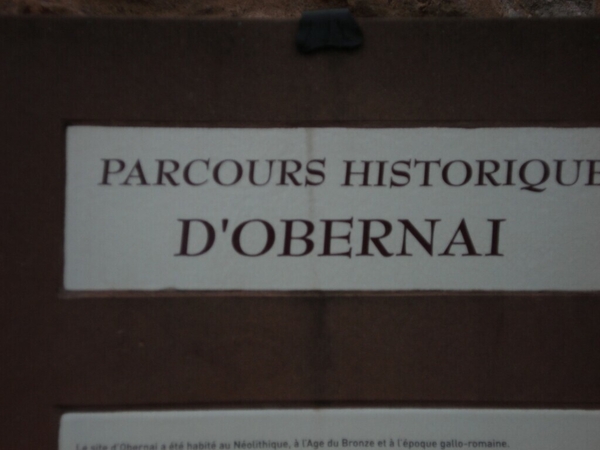 PARCOURS HISTORIQUE
D'OBERNAI
Le site d'Obernai a été habité au Néolithique, à l'Age du Bronze et à l'époque gallo-romaine.